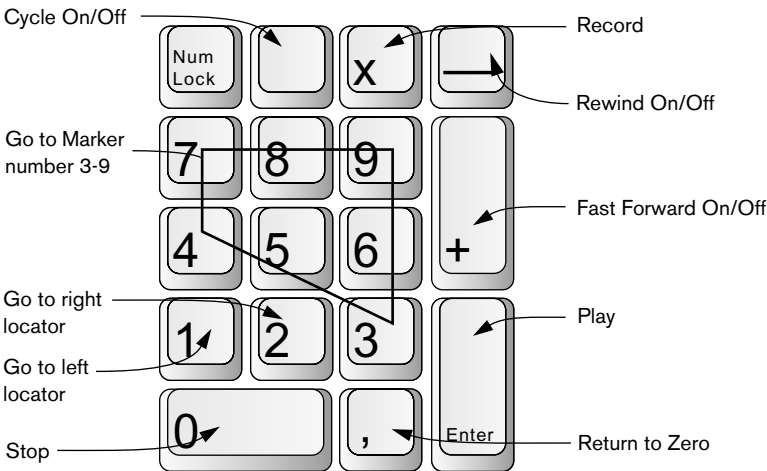 Cycle On/Off
Record
Num
Lock
X
—
Rewind On/Off
Go to Marker
number 3-9
7
8
9
Fast Forward On/Off
4
5
6
+
Go to right
locator
Play
1
2
3
Go to left
locator
0
,
Enter
Stop
Return to Zero